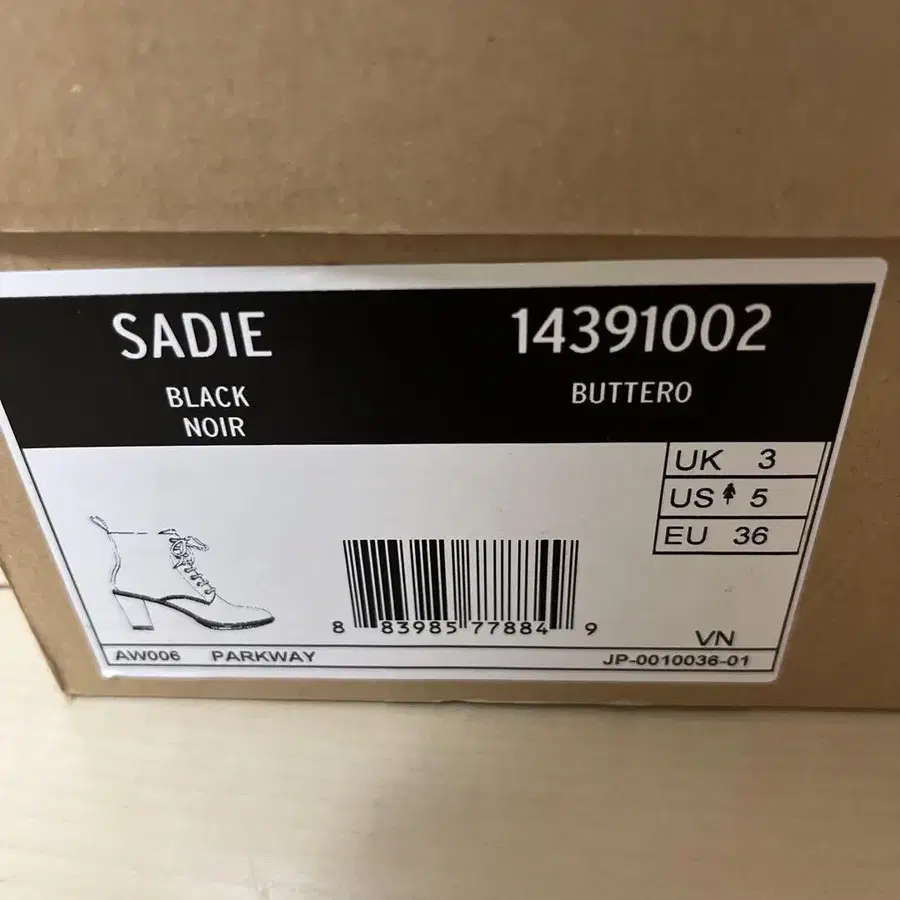 SADIE 14391002
BLACK BUTTERO
NOIR
UK 3
US 5
EU 36
8 83985 77884 9
VN
AW006 PARKWAY JP-0010036-01